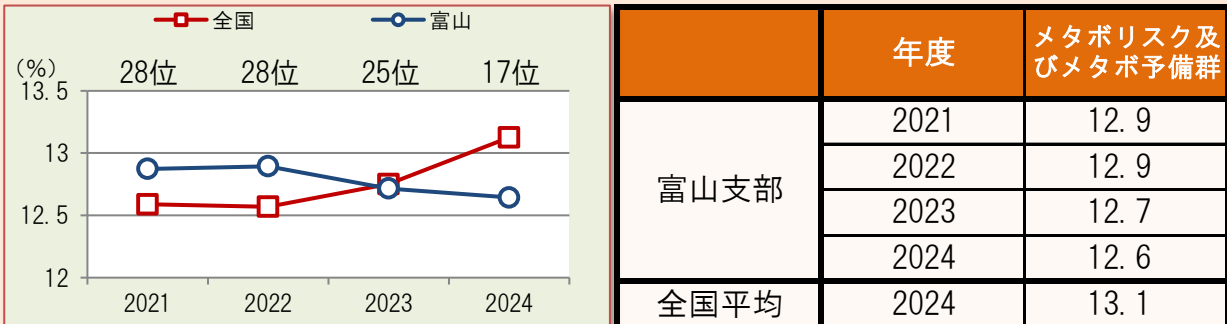 全国 富山
(%) 28位 28位 25位 17位
13.5
13
12.5
12
2021 2022 2023 2024
年度 メタボリスク及
びメタボ予備群
富山支部 2021 12.9
2022 12.9
2023 12.7
2024 12.6
全国平均 2024 13.1